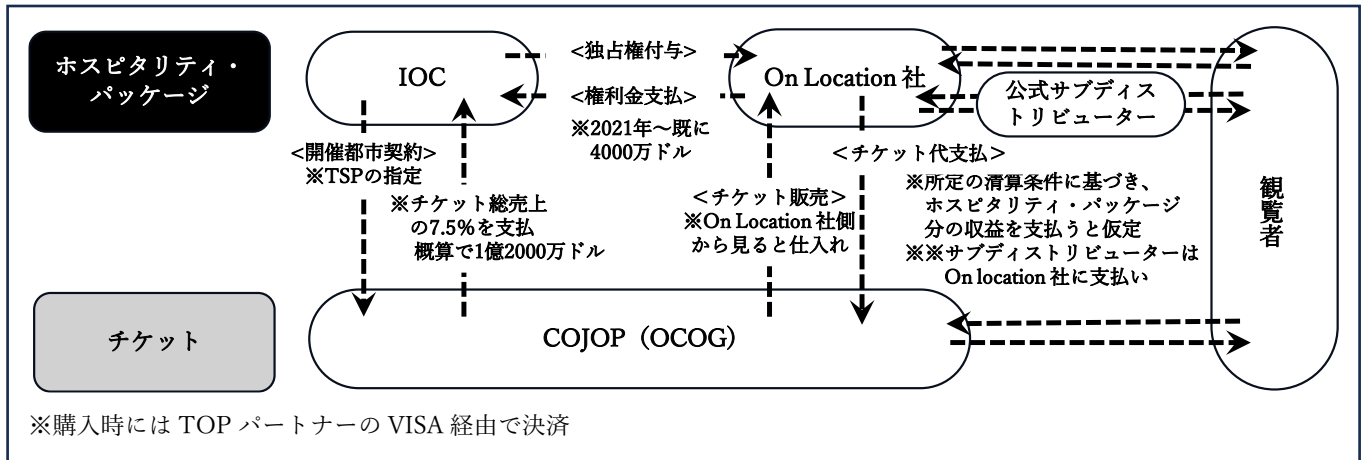 ホスピタリティ・
パッケージ
IOC
<独占権付与>
<権利金支払>
※2021年～既に
4000万ドル
On Location 社
公式サブディス
トリビューター
観覧者
<開催都市契約>
※TSPの指定
※チケット総売上
の7.5％を支払
概算で1億2000万ドル
<チケット販売>
※On Location 社側
から見ると仕入れ
<チケット代支払>
※所定の清算条件に基づき、
ホスピタリティ・パッケージ
分の収益を支払うと仮定
※※サブディストリビューターは
On location 社に支払い
チケット
COJOP（OCOG）
※購入時には TOP パートナーの VISA 経由で決済